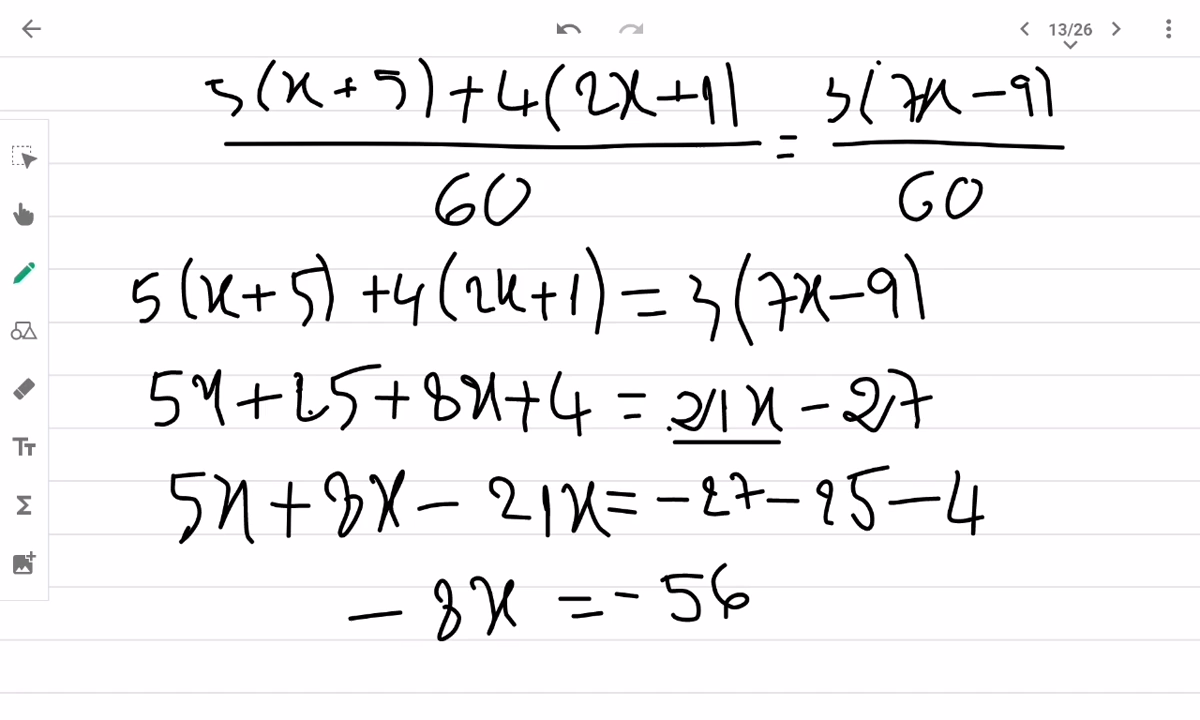 13/26
5(x+5)+4(2x+1) = 3(7x-9)
60 60
5(x+5)+4(2x+1)=3(7x-9)
5x+25+8x+4=21x-27
Tт
5x+8x-21x=-27-25-4
Σ
-8x=-56